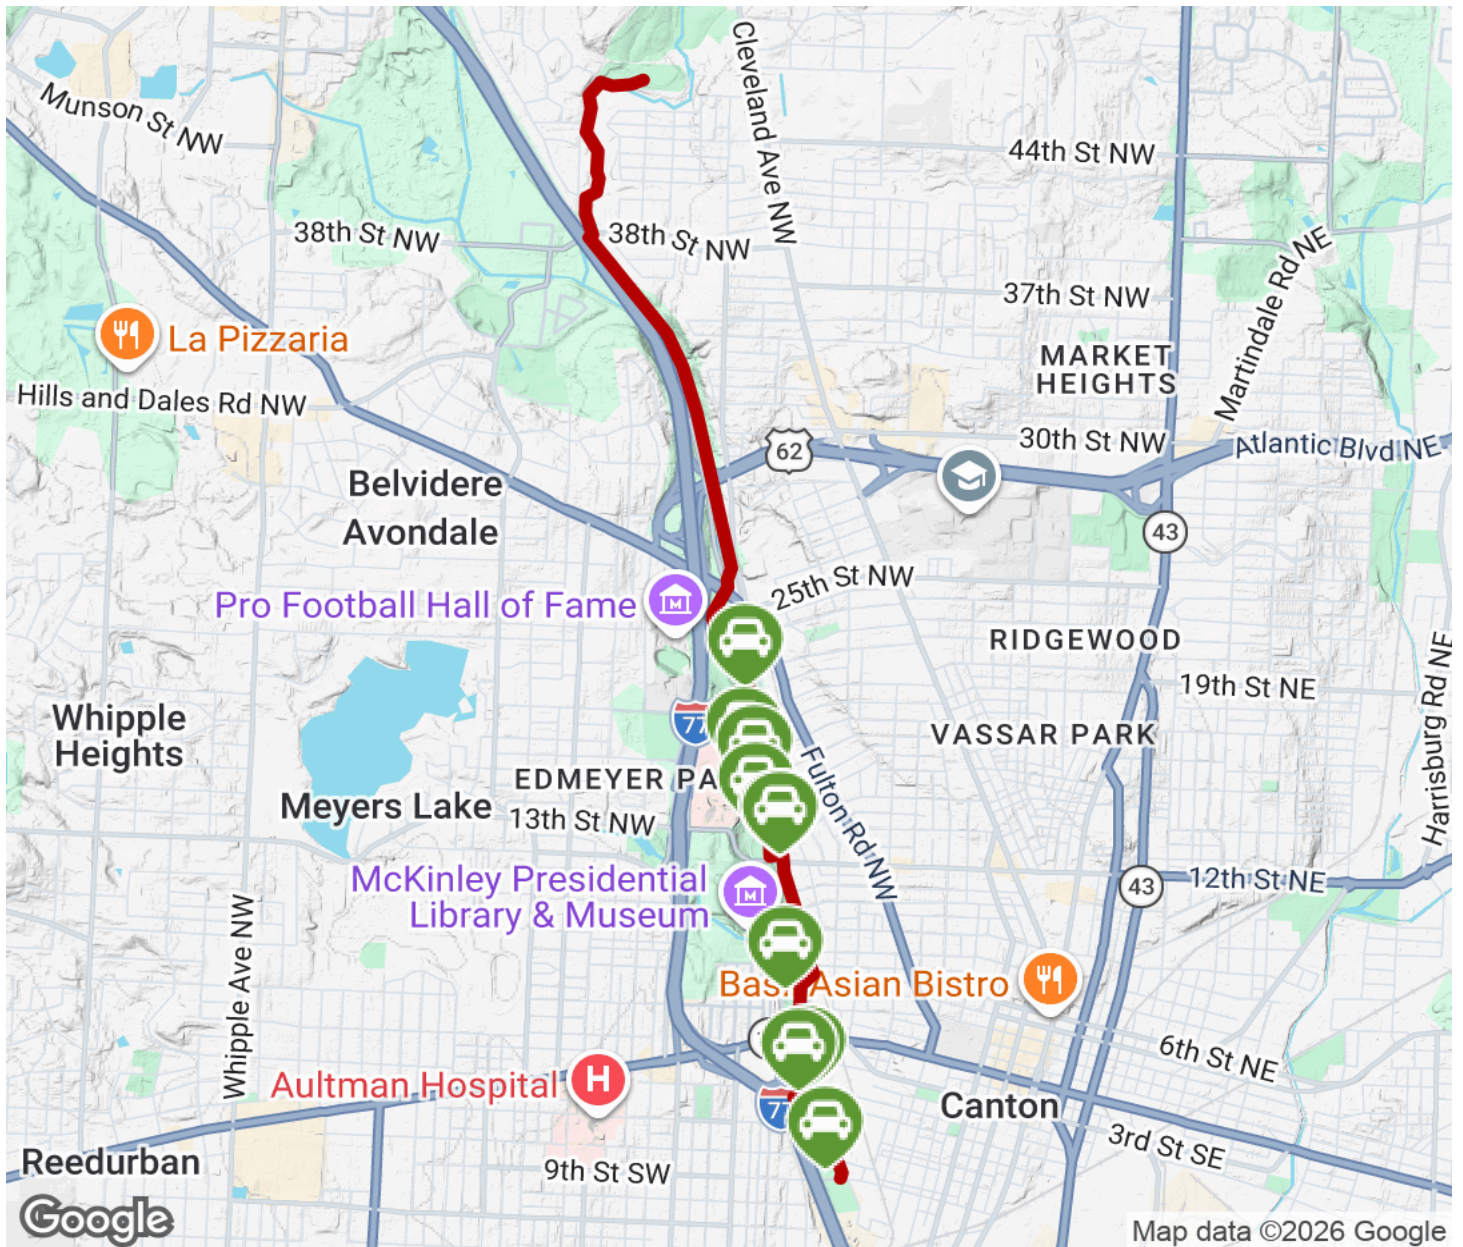 Cleveland Ave NW
Munson St NW
44th St NW
38th St NW
38th St NW
Martindale Rd NE
37th St NW
La Pizzaria
MARKET
HEIGHTS
Hills and Dales Rd NW
30th St NW
Atlantic Blvd NE
62
Belvidere
Avondale
43
25th St NW
Pro Football Hall of Fame
RIDGEWOOD
19th St NE
Harrisburg Rd NE
Whipple
Heights
77
VASSAR PARK
EDMEYER PA
Fulton Rd NW
Meyers Lake
13th St NW
McKinley Presidential
Library & Museum
43
12th St NE
Whipple Ave NW
Asian Bistro
6th St NE
Aultman Hospital
H
Canton
3rd St SE
Reedurban
9th St SW
Google
Map data ©2026 Google